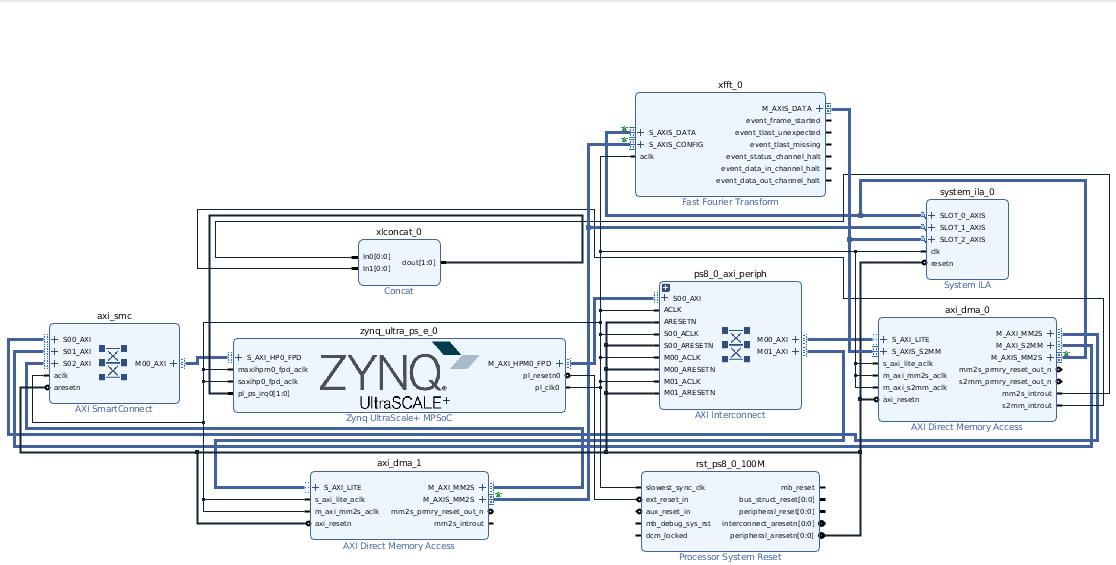 xfft_0
M_AXIS_DATA
event_frame_started
S_AXIS_DATA
event_tlast_unexpected
S_AXIS_CONFIG
event_tlast_missing
aclk
event_status_channel_halt
event_data_in_channel_halt
event_data_out_channel_halt
Fast Fourier Transform
system_ila_0
SLOT_0_AXIS
SLOT_1_AXIS
SLOT_2_AXIS
clk
resetn
System ILA
xlconcat_0
In0[0:0]
In1[0:0]
dout[1:0]
Concat
ps8_0_axi_periph
S00_AXI
ACLK
ARESETN
S00_ACLK
S00_ARESETN
M00_ACLK
M00_ARESETN
M01_ACLK
M01_ARESETN
M00_AXI
M01_AXI
AXI Interconnect
axi_smc
S00_AXI
S01_AXI
S02_AXI
aclk
aresetn
M00_AXI
AXI SmartConnect
zynq_ultra_ps_e_0
S_AXI_HP0_FPD
maxihpm0_fpd_aclk
saxihp0_fpd_aclk
pl_ps_irq0[1:0]
ZYNQ
UltraSCALE+
M_AXI_HPM0_FPD
pl_resetn0
pl_clk0
Zynq UltraScale+ MPSoC
axi_dma_0
S_AXI_LITE
S_AXIS_S2MM
s_axi_lite_aclk
m_axi_mm2s_aclk
m_axi_s2mm_aclk
axi_resetn
M_AXI_MM2S
M_AXI_S2MM
M_AXIS_MM2S
mm2s_prmry_reset_out_n
s2mm_prmry_reset_out_n
mm2s_introut
s2mm_introut
AXI Direct Memory Access
axi_dma_1
S_AXI_LITE
s_axi_lite_aclk
m_axi_mm2s_aclk
axi_resetn
M_AXI_MM2S
M_AXIS_MM2S
mm2s_prmry_reset_out_n
mm2s_introut
AXI Direct Memory Access
rst_ps8_0_100M
slowest_sync_clk
ext_reset_in
aux_reset_in
mb_debug_sys_rst
dcm_locked
mb_reset
bus_struct_reset[0:0]
peripheral_reset[0:0]
interconnect_aresetn[0:0]
peripheral_aresetn[0:0]
Processor System Reset